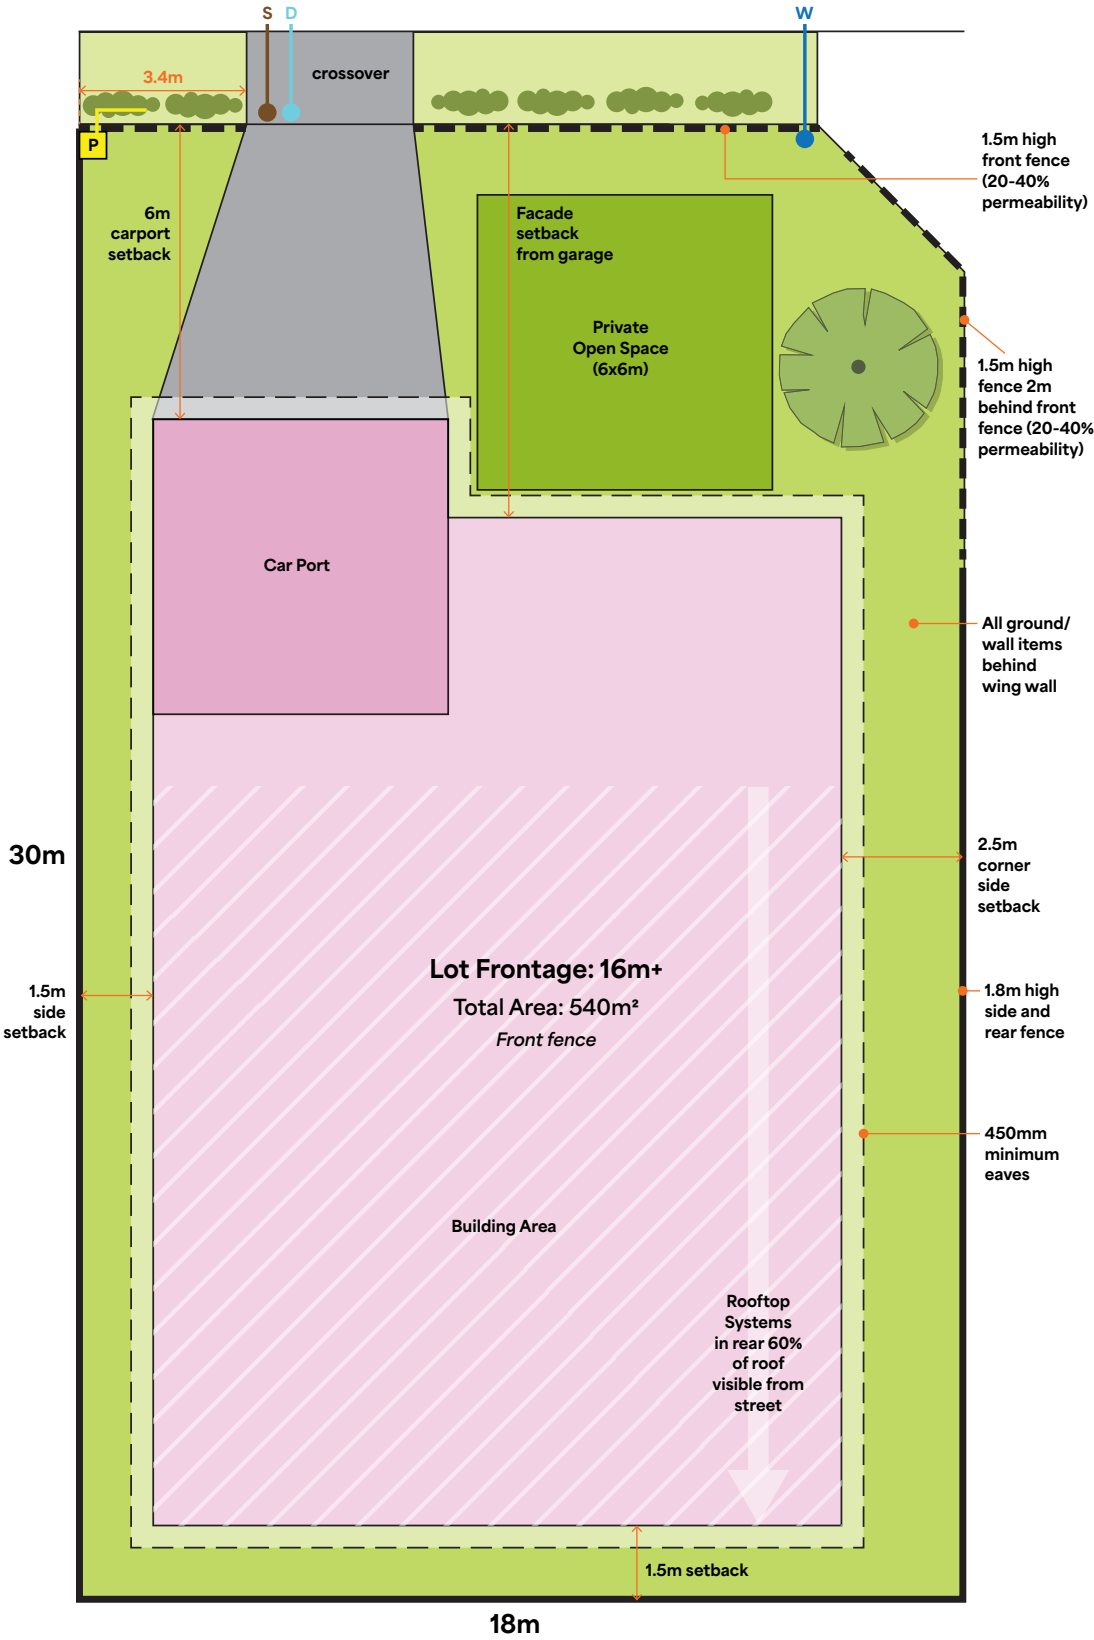 S D
W
crossover
3.4m
P
1.5m high
front fence
(20-40%
permeability)
6m
carport
setback
Facade
setback
from garage
Private
Open Space
(6x6m)
1.5m high
fence 2m
behind front
fence (20-40%
permeability)
Car Port
All ground/
wall items
behind
wing wall
30m
2.5m
corner
side
setback
Lot Frontage: 16m+
Total Area: 540m²
Front fence
1.5m
side
setback
1.8m high
side and
rear fence
450mm
minimum
eaves
Building Area
Rooftop
Systems
in rear 60%
of roof
visible from
street
1.5m setback
18m